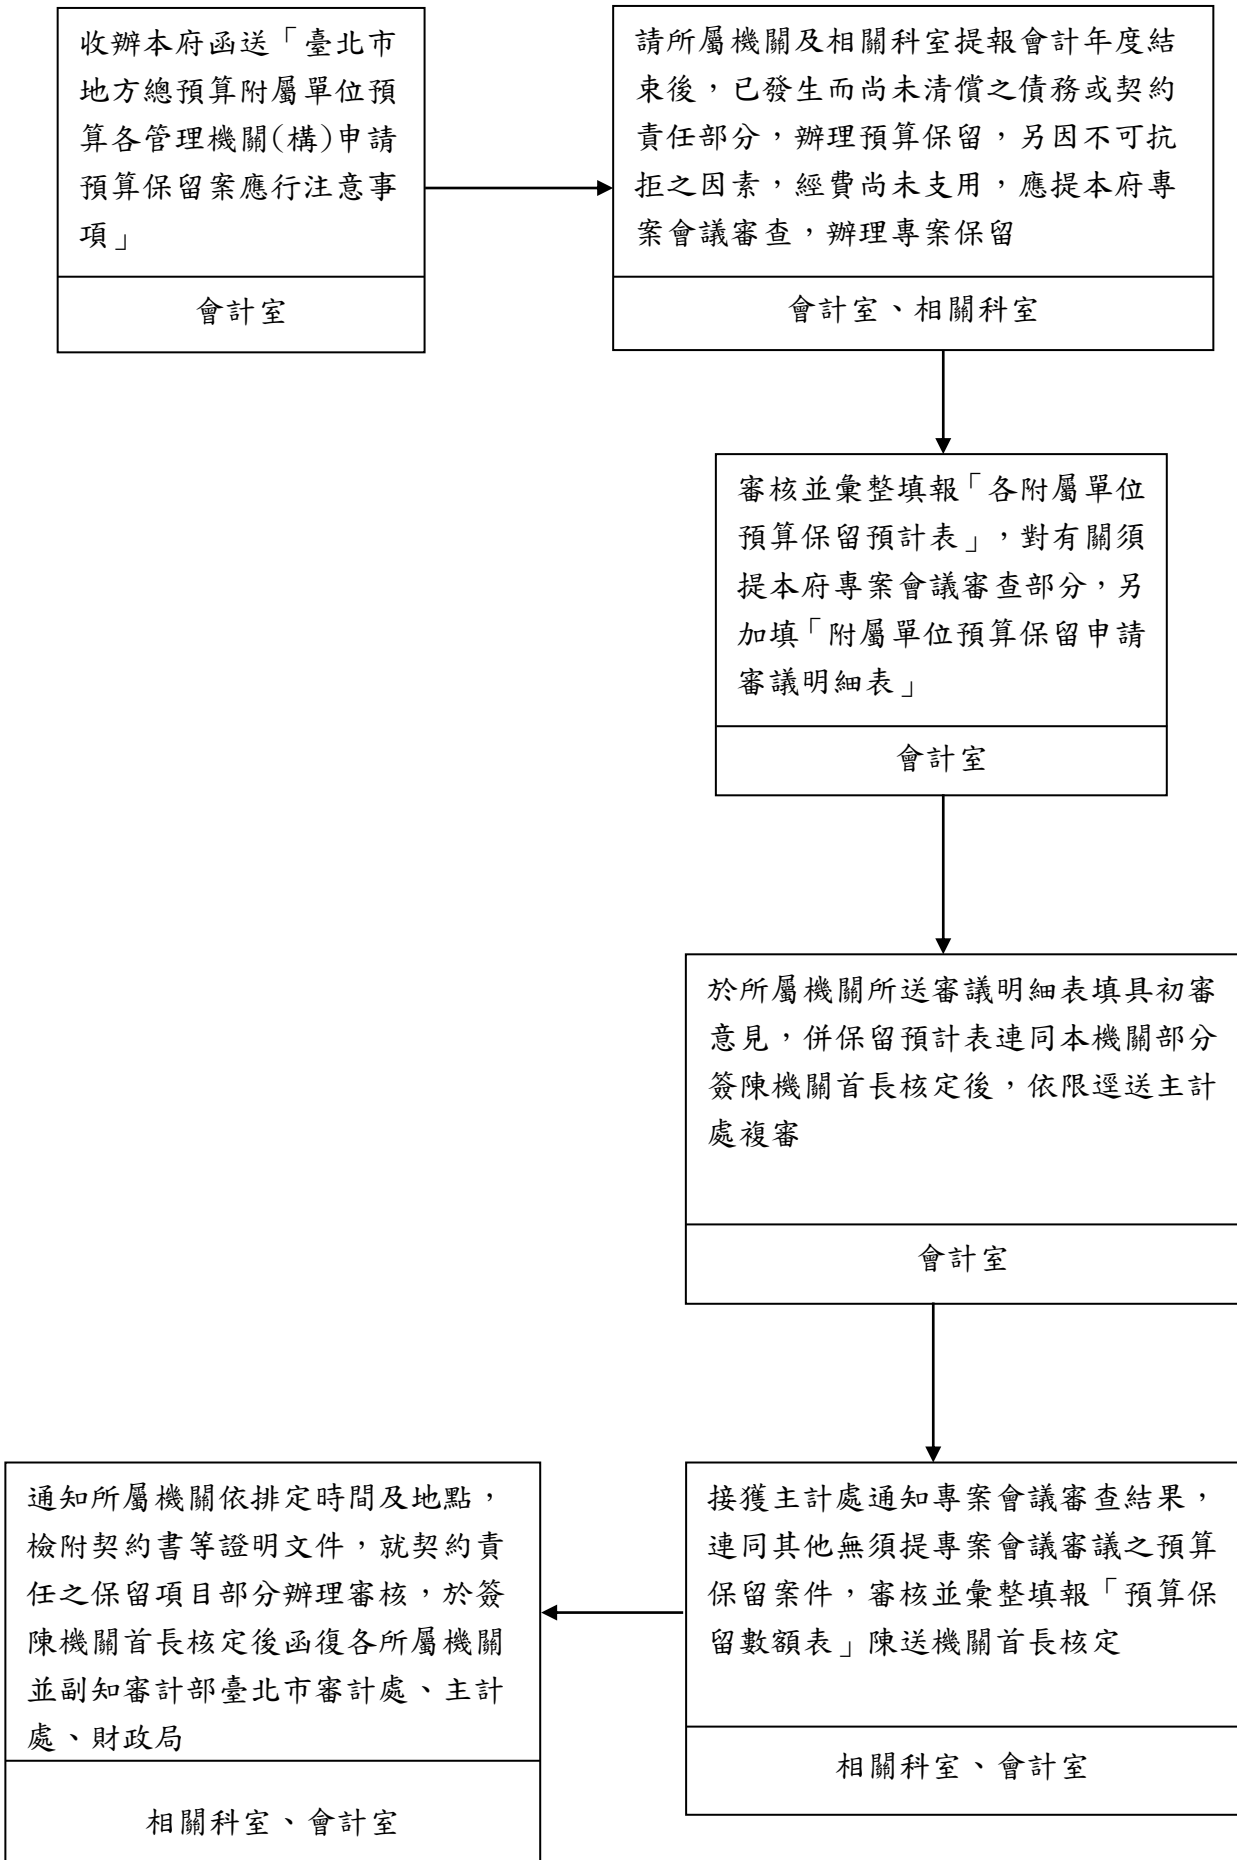 收辦本府函送「臺北市
地方總預算附屬單位預
算各管理機關(構)申請
預算保留案應行注意事
項」
會計室
請所屬機關及相關科室提報會計年度結
束後，已發生而尚未清償之債務或契約
責任部分，辦理預算保留，另因不可抗
拒之因素，經費尚未支用，應提本府專
案會議審查，辦理專案保留
會計室、相關科室
審核並彙整填報「各附屬單位
預算保留預計表」，對有關須
提本府專案會議審查部分，另
加填「附屬單位預算保留申請
審議明細表」
會計室
於所屬機關所送審議明細表填具初審
意見，併保留預計表連同本機關部分
簽陳機關首長核定後，依限逕送主計
處複審
會計室
接獲主計處通知專案會議審查結果，
連同其他無須提專案會議審議之預算
保留案件，審核並彙整填報「預算保
留數額表」陳送機關首長核定
相關科室、會計室
通知所屬機關依排定時間及地點，
檢附契約書等證明文件，就契約責
任之保留項目部分辦理審核，於簽
陳機關首長核定後函復各所屬機關
並副知審計部臺北市審計處、主計
處、財政局
相關科室、會計室